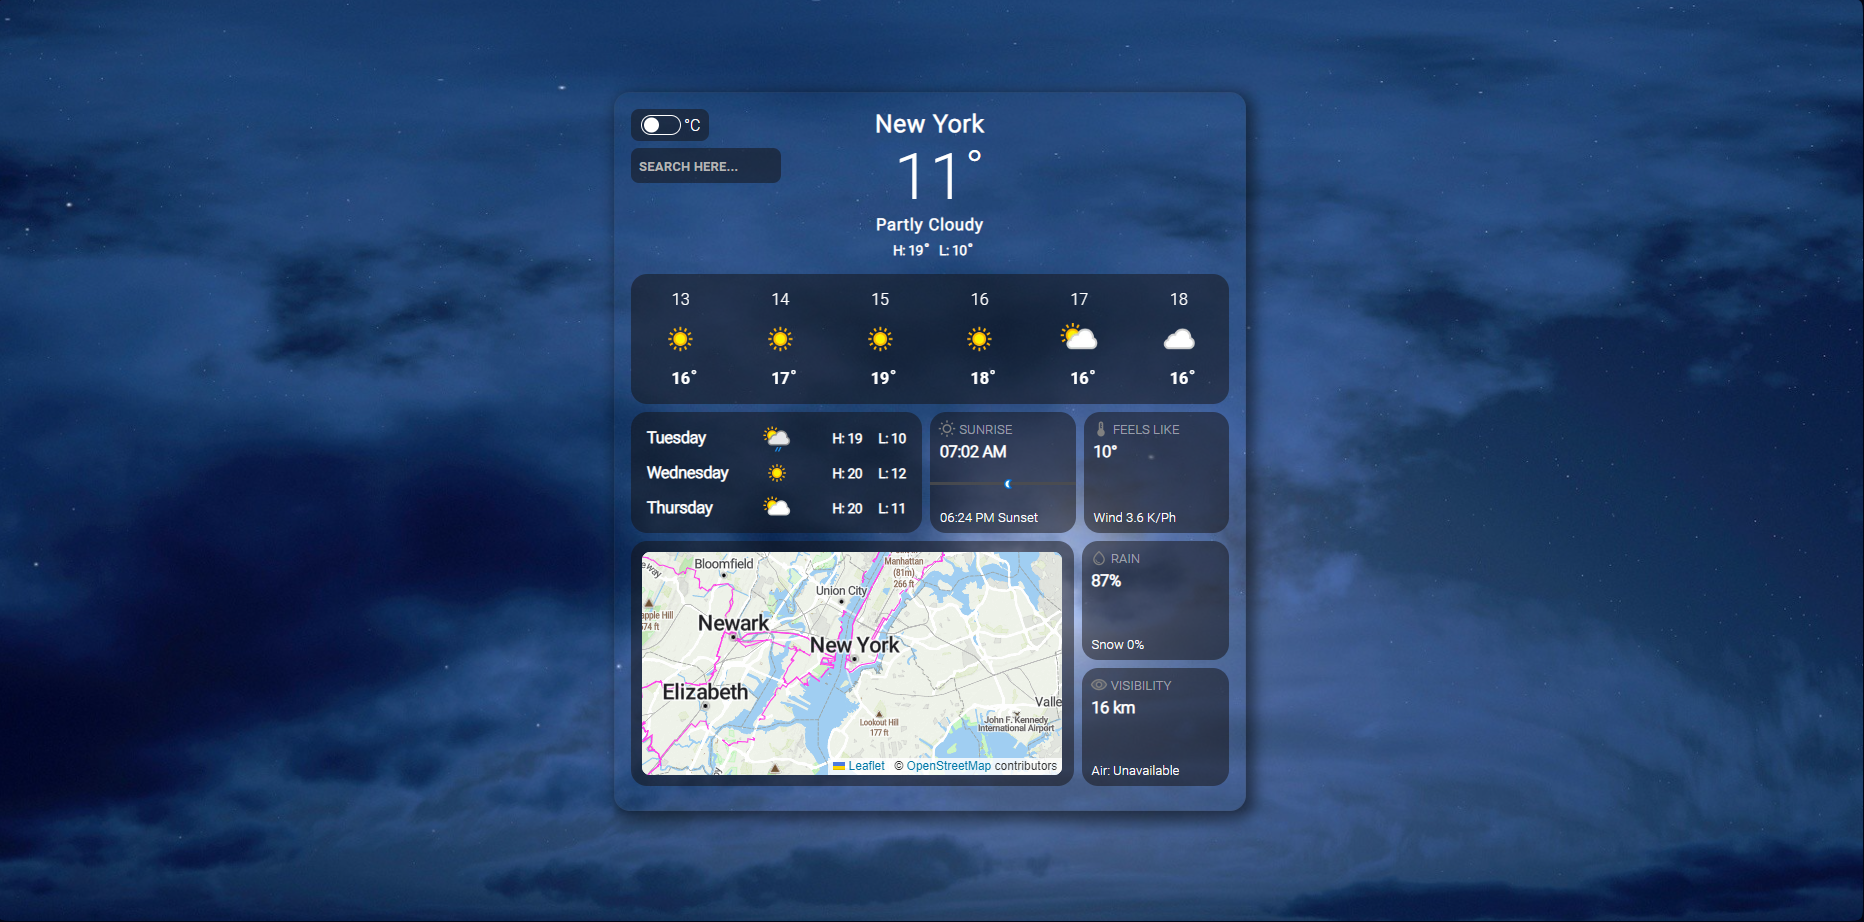 °C
SEARCH HERE...
New York
11°
Partly Cloudy
H: 19° L: 10°
13 14 15 16 17 18
16° 17° 19° 18° 16° 16°
Tuesday H: 19 L: 10
Wednesday H: 20 L: 12
Thursday H: 20 L: 11
SUNRISE
07:02 AM
06:24 PM Sunset
FEELS LIKE
10°
Wind 3.6 K/Ph
Bloomfield
Manhattan
(81m)
266 ft
Union City
Newark
New York
Elizabeth
Lookout Hill
177 ft
John F. Kennedy
International Airport
Leaflet © OpenStreetMap contributors
RAIN
87%
Snow 0%
VISIBILITY
16 km
Air: Unavailable